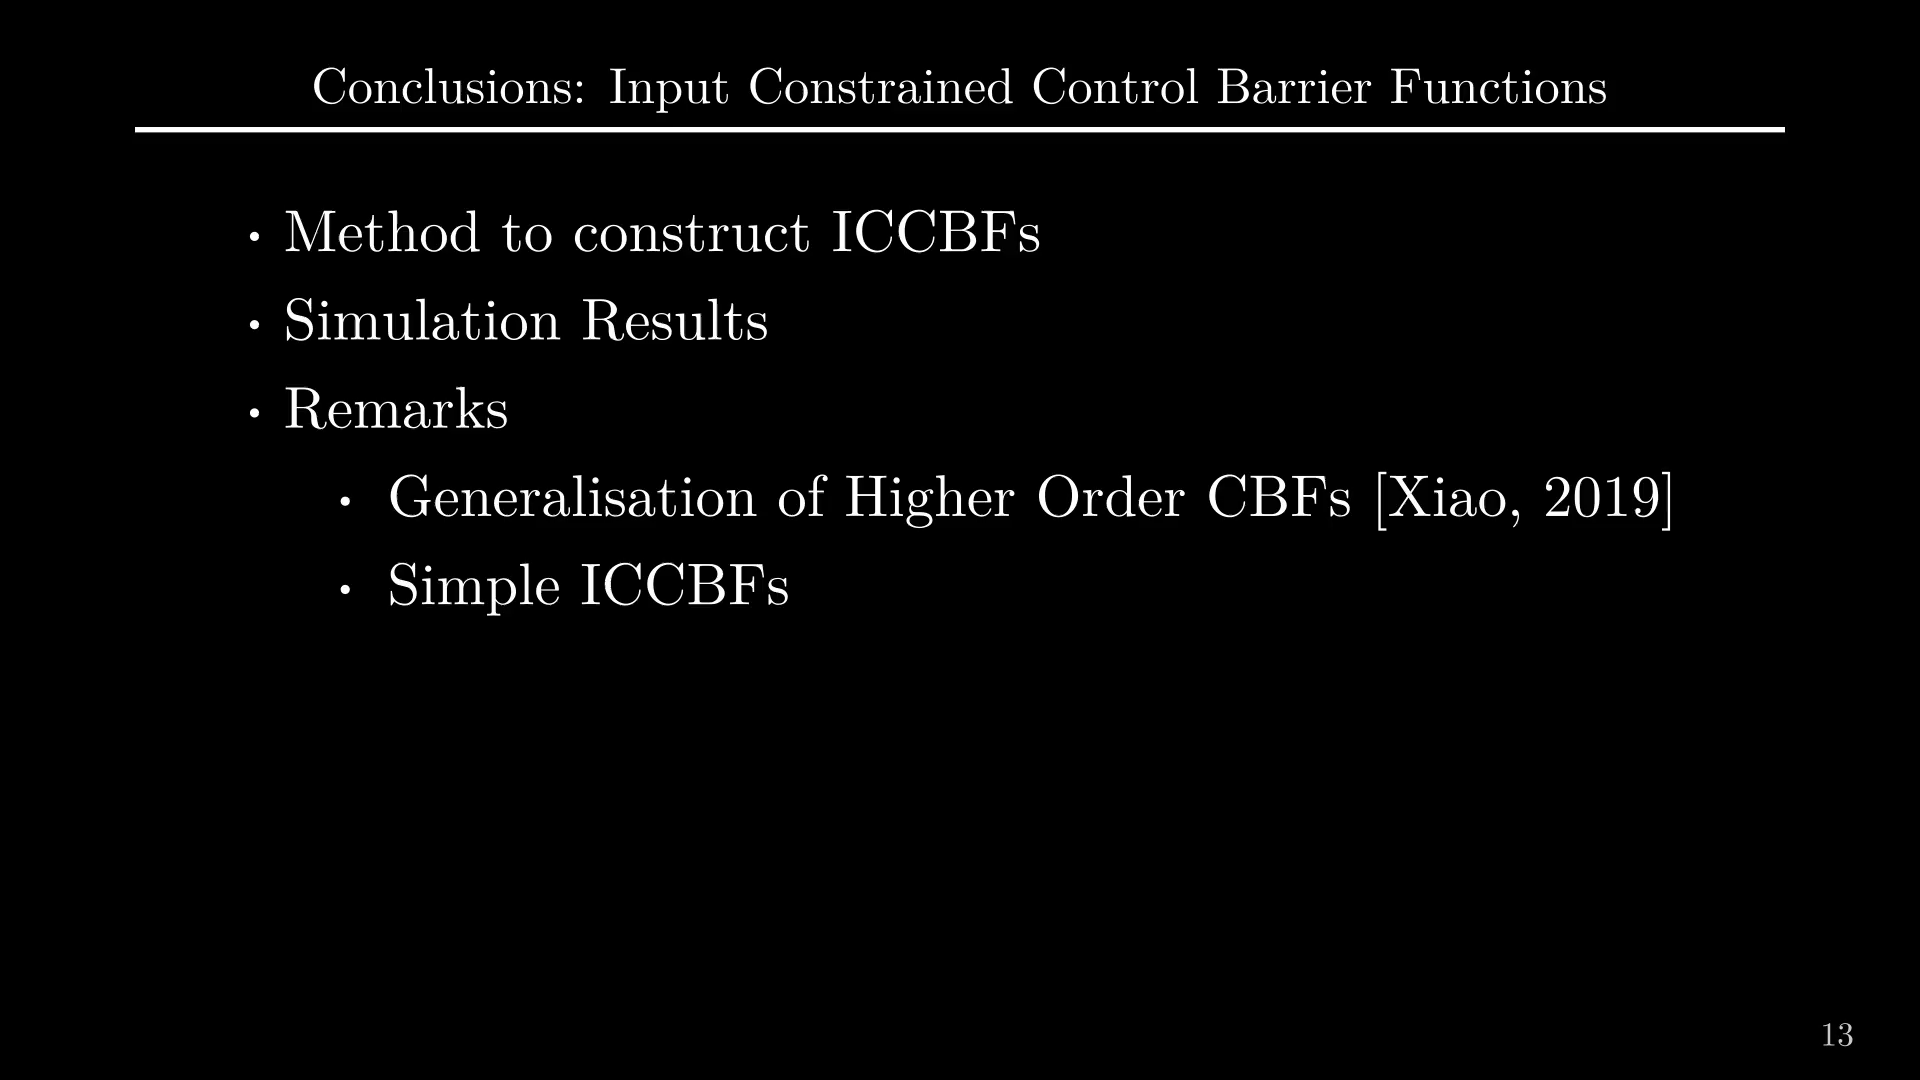 Conclusions: Input Constrained Control Barrier Functions
· Method to construct ICCBFs
· Simulation Results
· Remarks
· Generalisation of Higher Order CBFs [Xiao, 2019]
· Simple ICCBFs
13